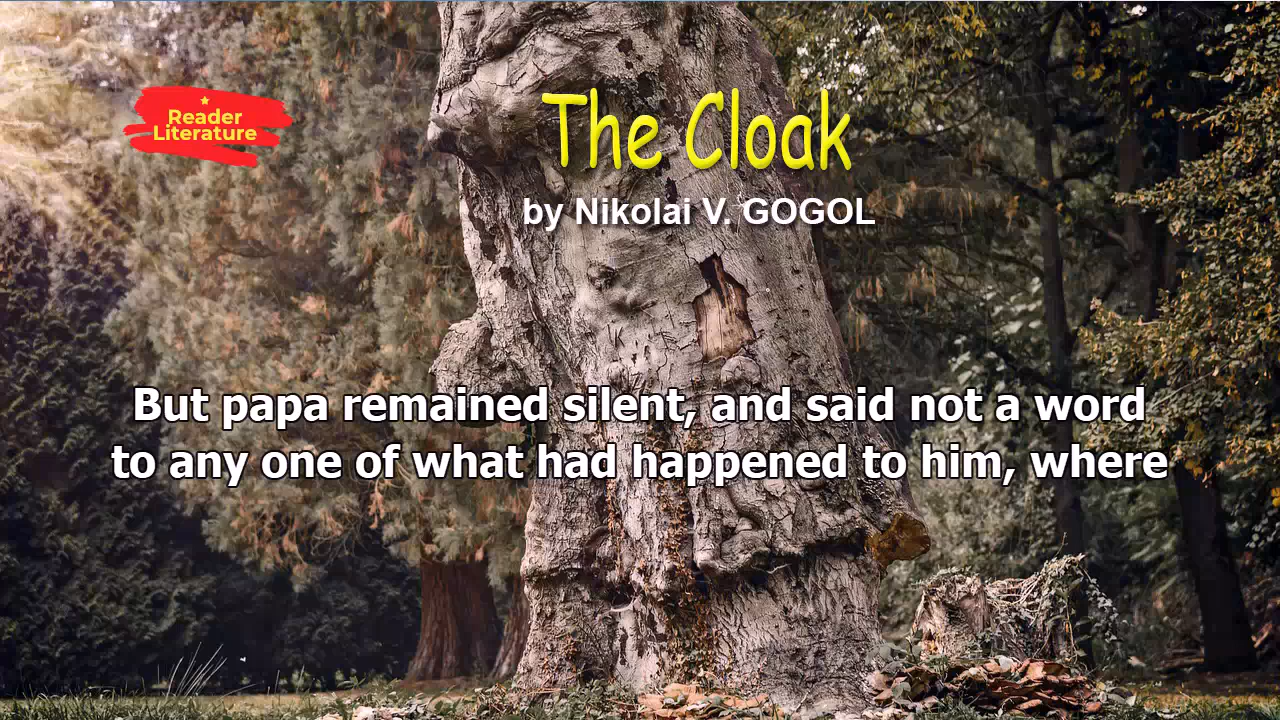 Reader
Literature
The Cloak
by Nikolai V. GOGOL
But papa remained silent, and said not a word
to any one of what had happened to him, where